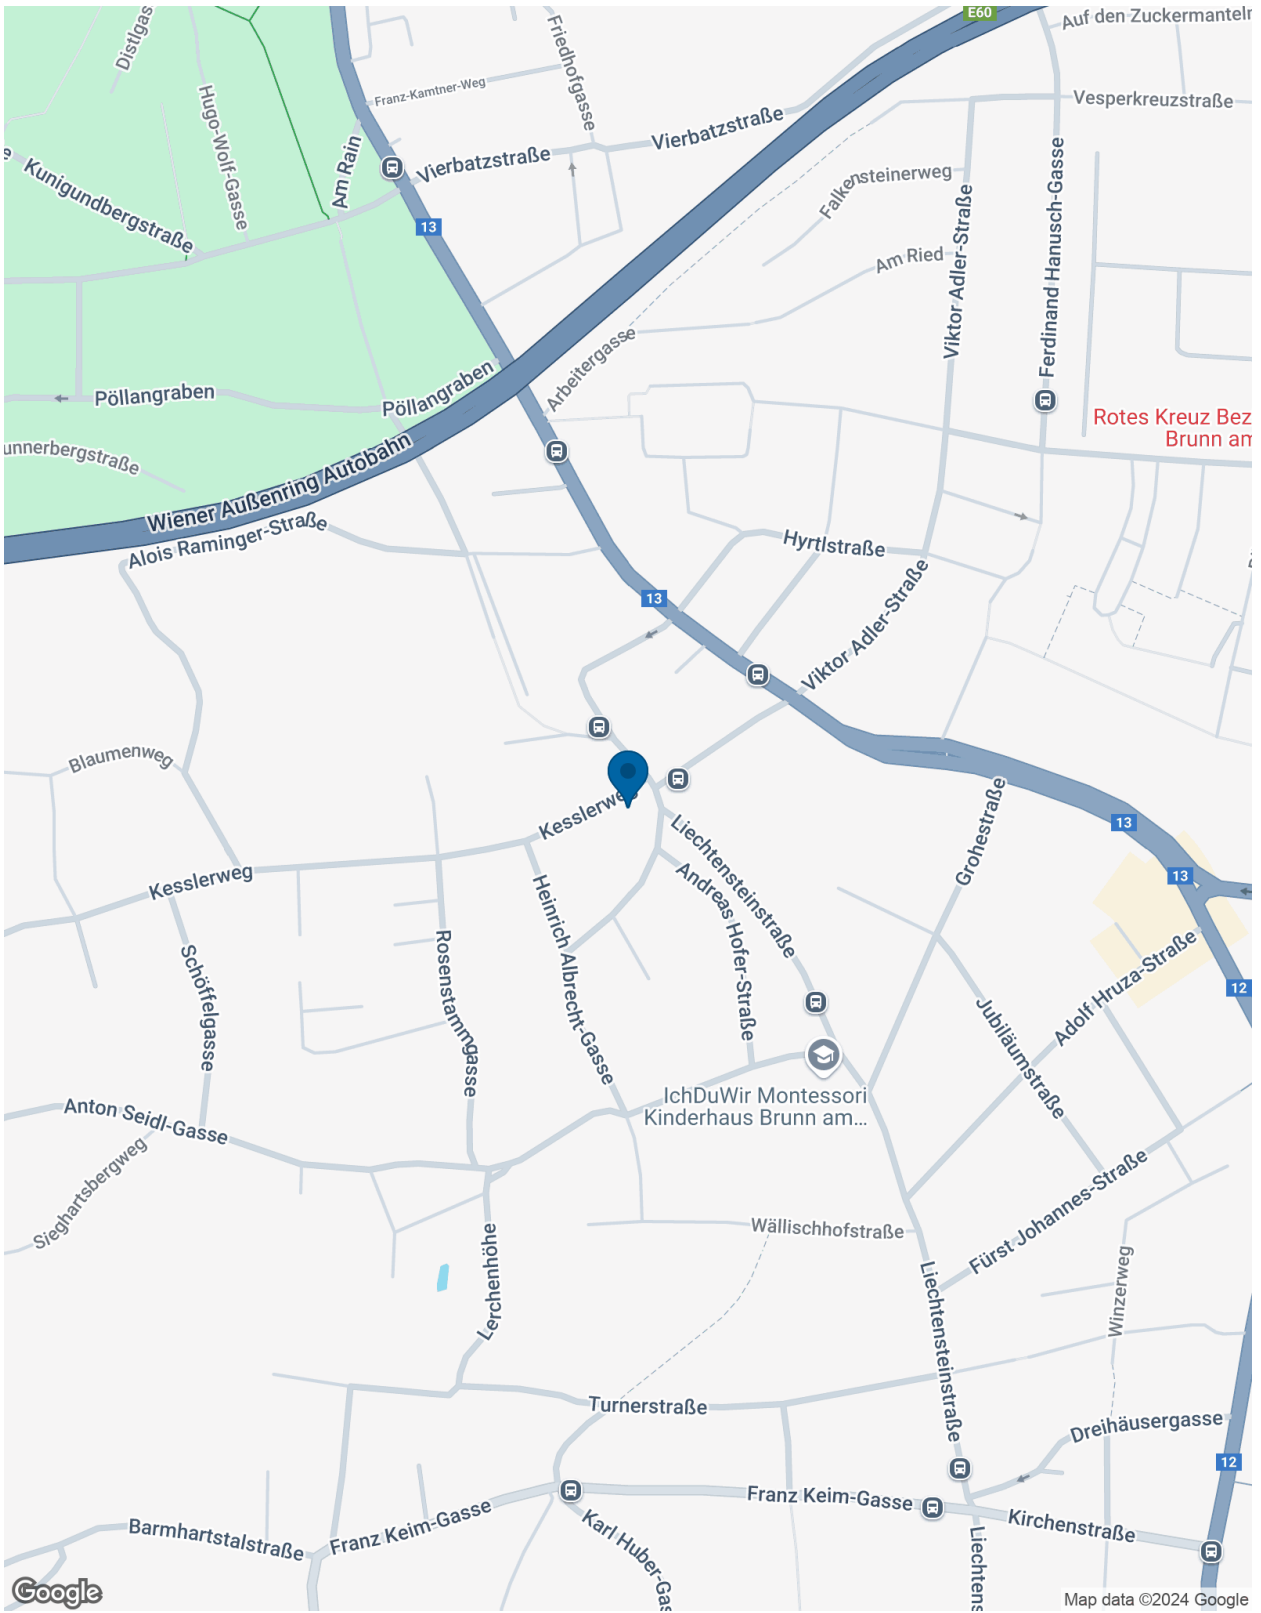 E60
Auf den Zuckermanteln
Distlgas
Friedhofgasse
Franz-Kamtner-Weg
Hugo-Wolf-Gasse
Vesperkreuzstraße
Vierbatzstraße
Am Rain
Vierbatzstraße
Kunigundbergstraße
Falkensteinerweg
13
Ferdinand Hanusch-Gasse
Viktor Adler-Straße
Am Ried
Arbeitergasse
Pöllangraben
Pöllangraben
Rotes Kreuz Bez
Brunn am
unnerbergstraße
Wiener Außenring Autobahn
Alois Raminger-Straße
Hyrtlstraße
13
Viktor Adler-Straße
Blaumenweg
Kesslerweg
Liechtensteinstraße
Grohestraße
13
Kesslerweg
Andreas Hofer-Straße
13
Heinrich Albrecht-Gasse
Rosenstammgasse
Schöffelgasse
Adolf Hruza-Straße
12
Jubiläumstraße
IchDuWir Montessori
Kinderhaus Brunn am...
Anton Seidl-Gasse
Sieghartsbergweg
Fürst Johannes-Straße
Wällischhofstraße
Lerchenhöhe
Winzerweg
Liechtensteinstraße
Turnerstraße
Dreihäusergasse
12
Franz Keim-Gasse
Kirchenstraße
Franz Keim-Gasse
Barmhartstalstraße
Karl Huber-Gas
Liechtens
Google
Map data ©2024 Google